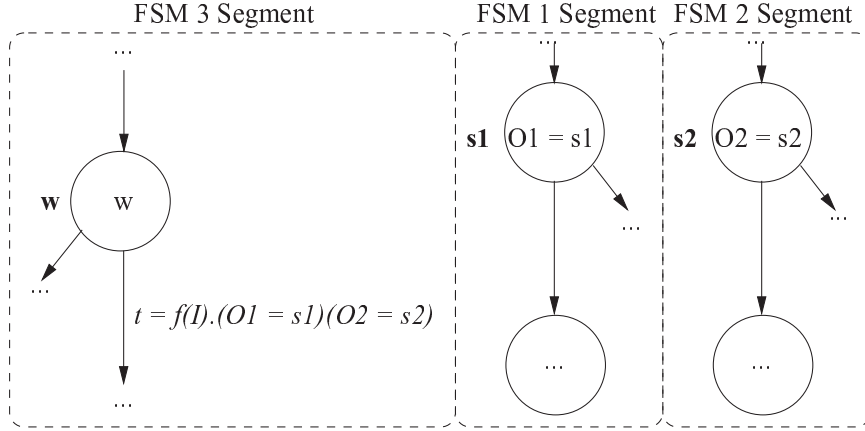 FSM 3 Segment
FSM 1 Segment
FSM 2 Segment
...
...
...
s1
O1 = s1
s2
O2 = s2
w
w
...
...
...
t = f(I).(O1 = s1)(O2 = s2)
...
...
...